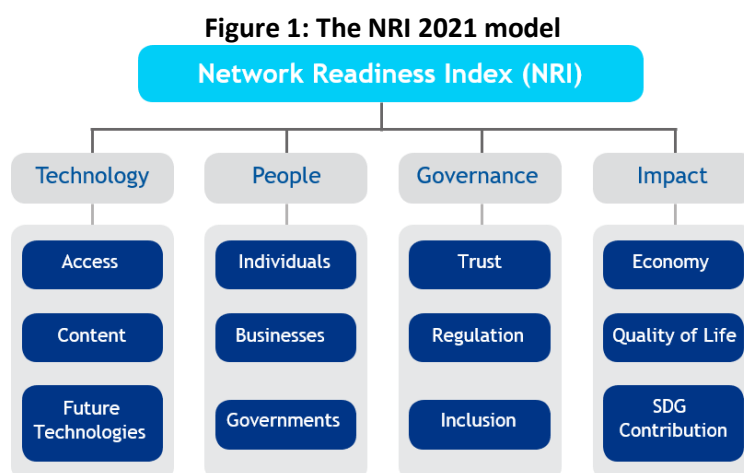 Figure 1: The NRI 2021 model
Network Readiness Index (NRI)
Technology
People
Governance
Impact
Access
Individuals
Trust
Economy
Content
Businesses
Regulation
Quality of Life
Future
Technologies
Governments
Inclusion
SDG
Contribution